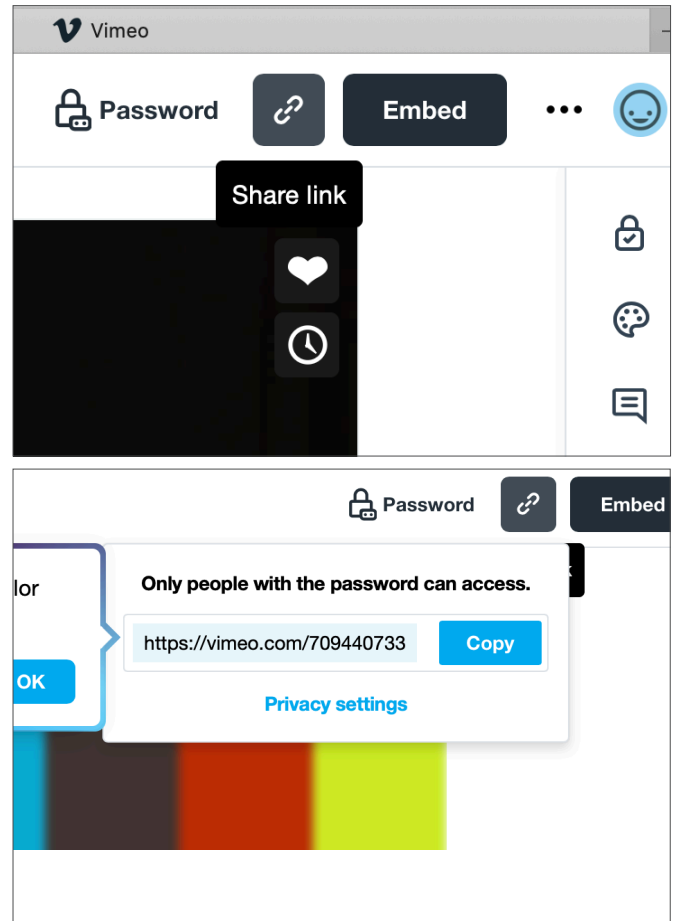 Vimeo
Password
Embed
Share link
Password
Embed
lor
Only people with the password can access.
https://vimeo.com/709440733
Copy
OK
Privacy settings